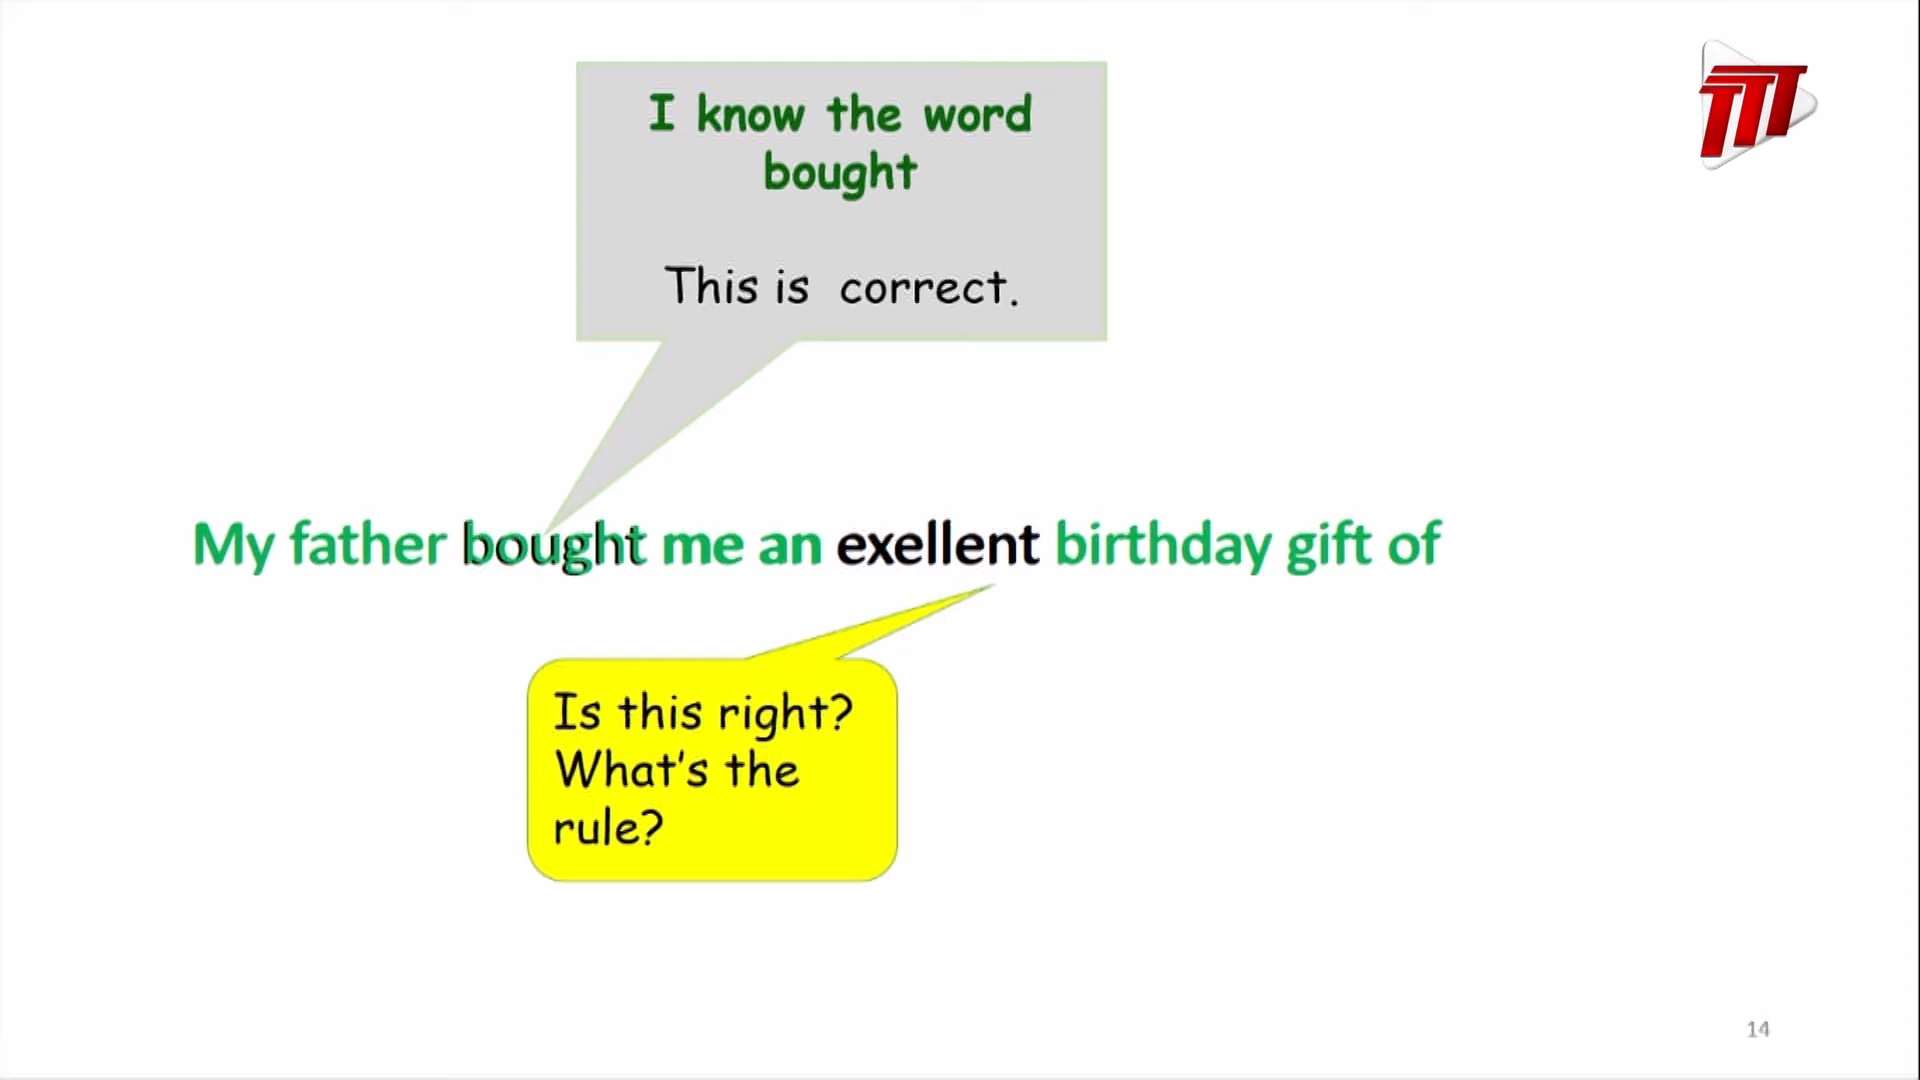 TTT
I know the word
bought
This is correct.
My father bought me an exellent birthday gift of
Is this right?
What's the
rule?
14